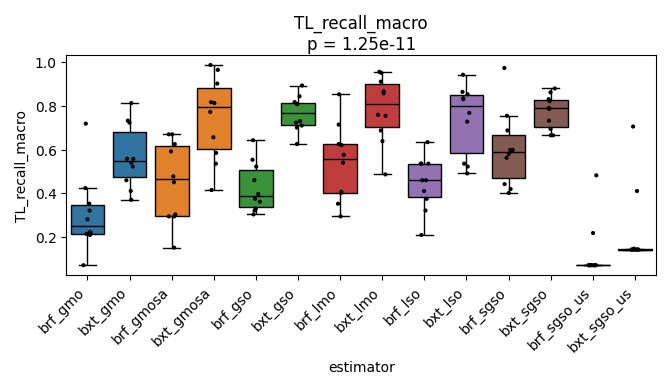 TL_recall_macro
p = 1.25e-11
TL_recall_macro
1.0
0.8
0.6
0.4
0.2
brf_gmo
bxt_gmo
brf_gmosa
bxt_gmosa
brf_gso
bxt_gso
brf_lmo
bxt_lmo
brf_lso
bxt_lso
brf_sgso
bxt_sgso
brf_sgso_us
bxt_sgso_us
estimator